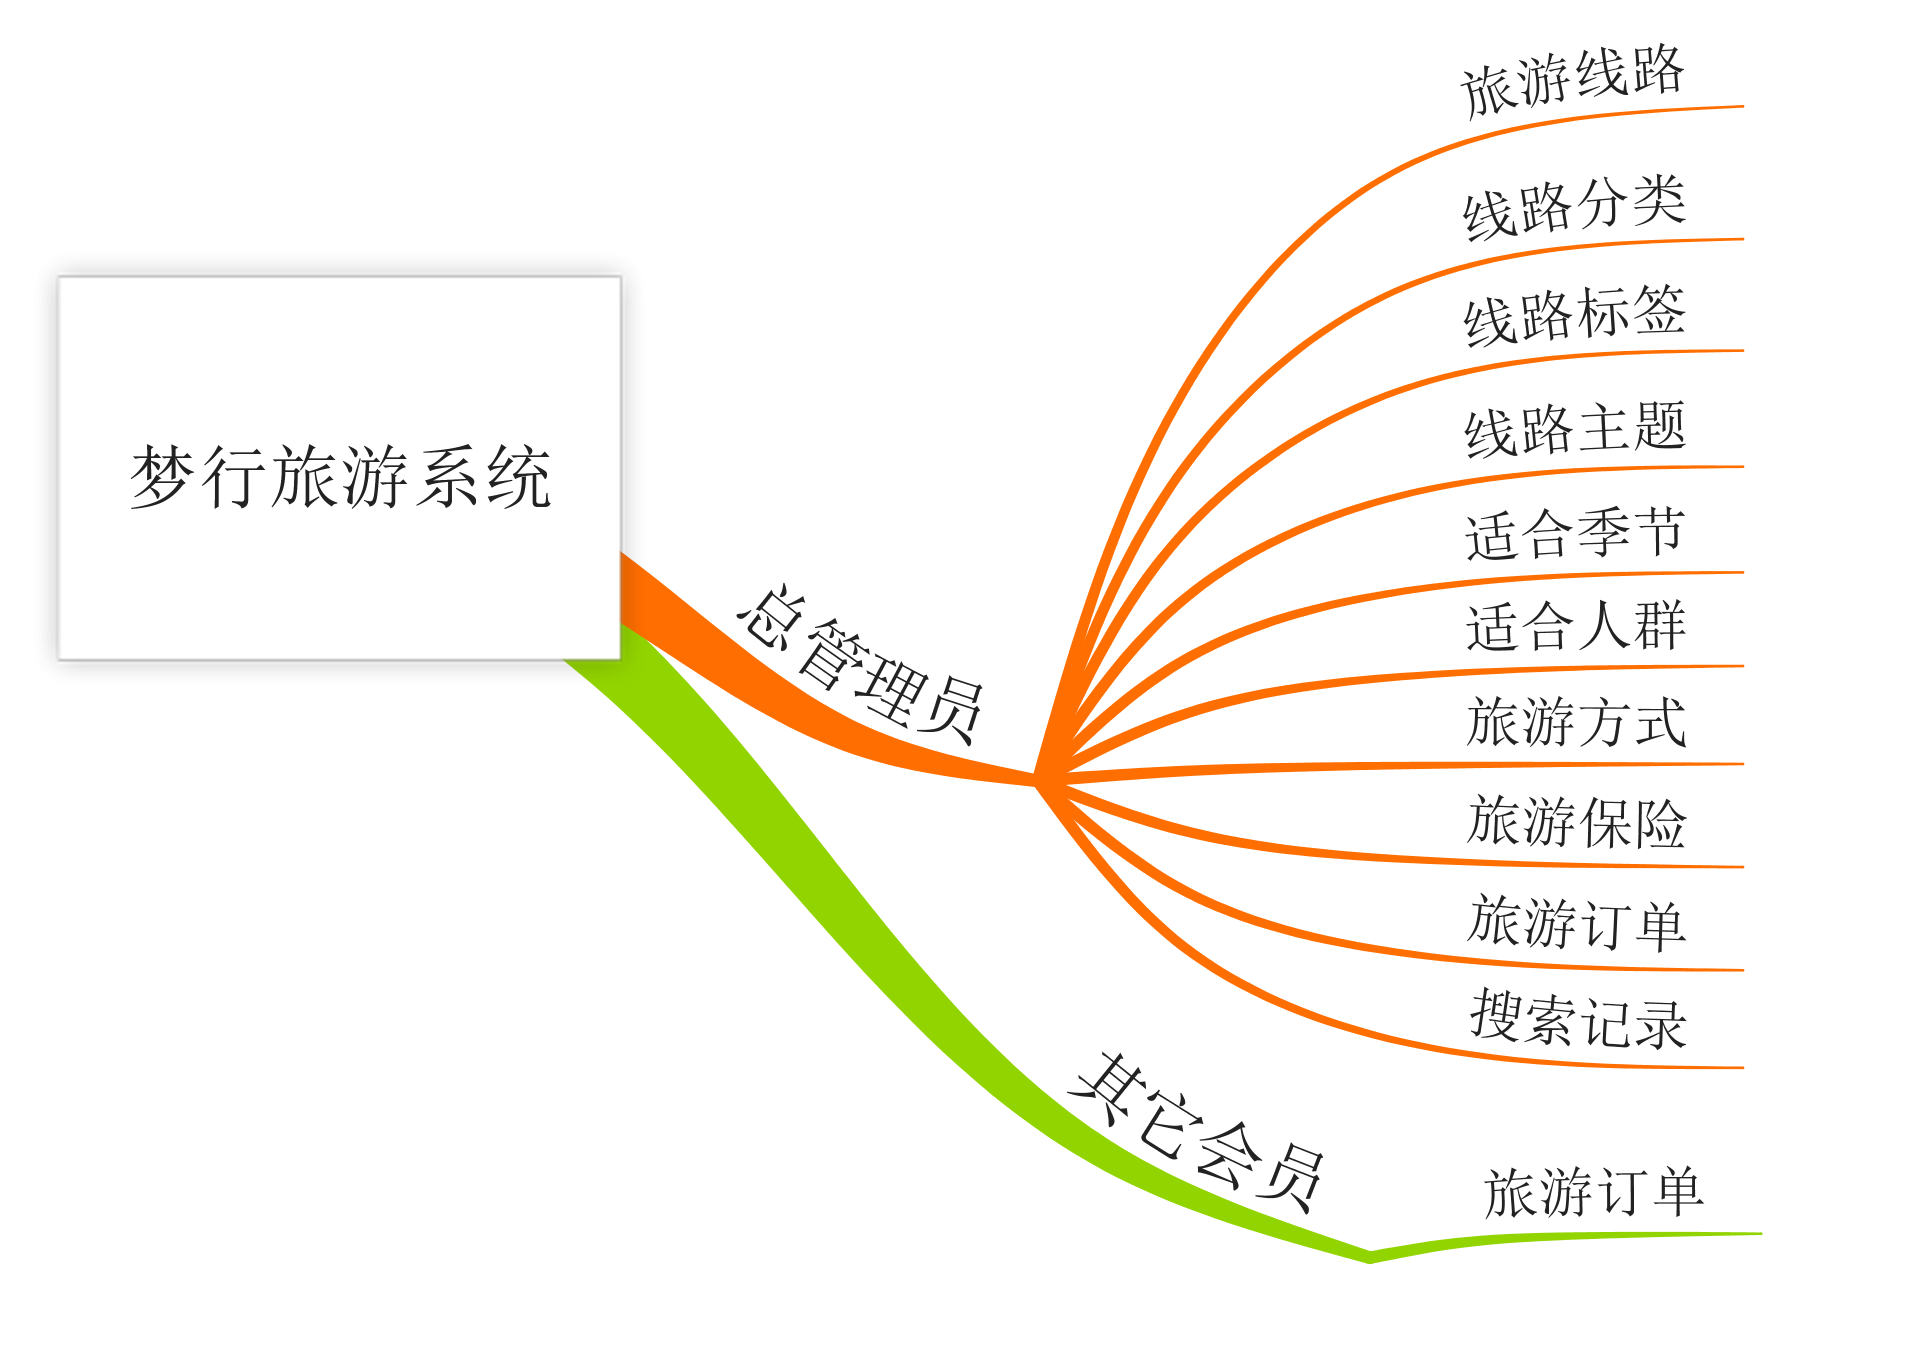 梦行旅游系统
总管理员
旅游线路
线路分类
线路标签
线路主题
适合季节
适合人群
旅游方式
旅游保险
旅游订单
搜索记录
其它会员
旅游订单